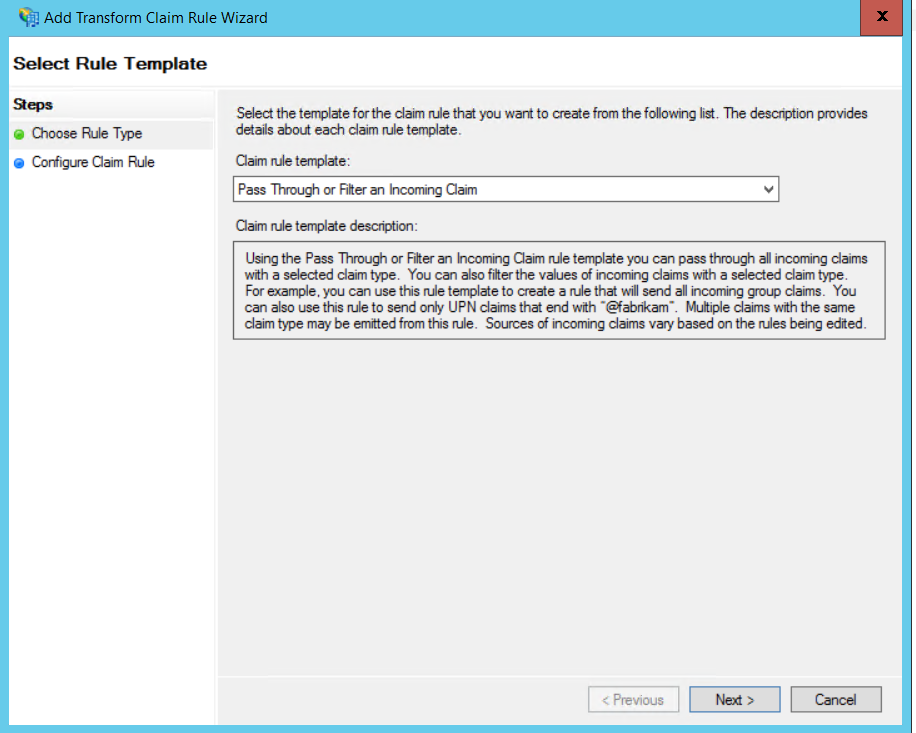 Add Transform Claim Rule Wizard
x
Select Rule Template
Steps
Choose Rule Type
Configure Claim Rule
Select the template for the claim rule that you want to create from the following list. The description provides
details about each claim rule template.
Claim rule template:
Pass Through or Filter an Incoming Claim
Claim rule template description:
Using the Pass Through or Filter an Incoming Claim rule template you can pass through all incoming claims
with a selected claim type. You can also filter the values of incoming claims with a selected claim type.
For example, you can use this rule template to create a rule that will send all incoming group claims. You
can also use this rule to send only UPN claims that end with "@fabrikam". Multiple claims with the same
claim type may be emitted from this rule. Sources of incoming claims vary based on the rules being edited.
< Previous
Next >
Cancel